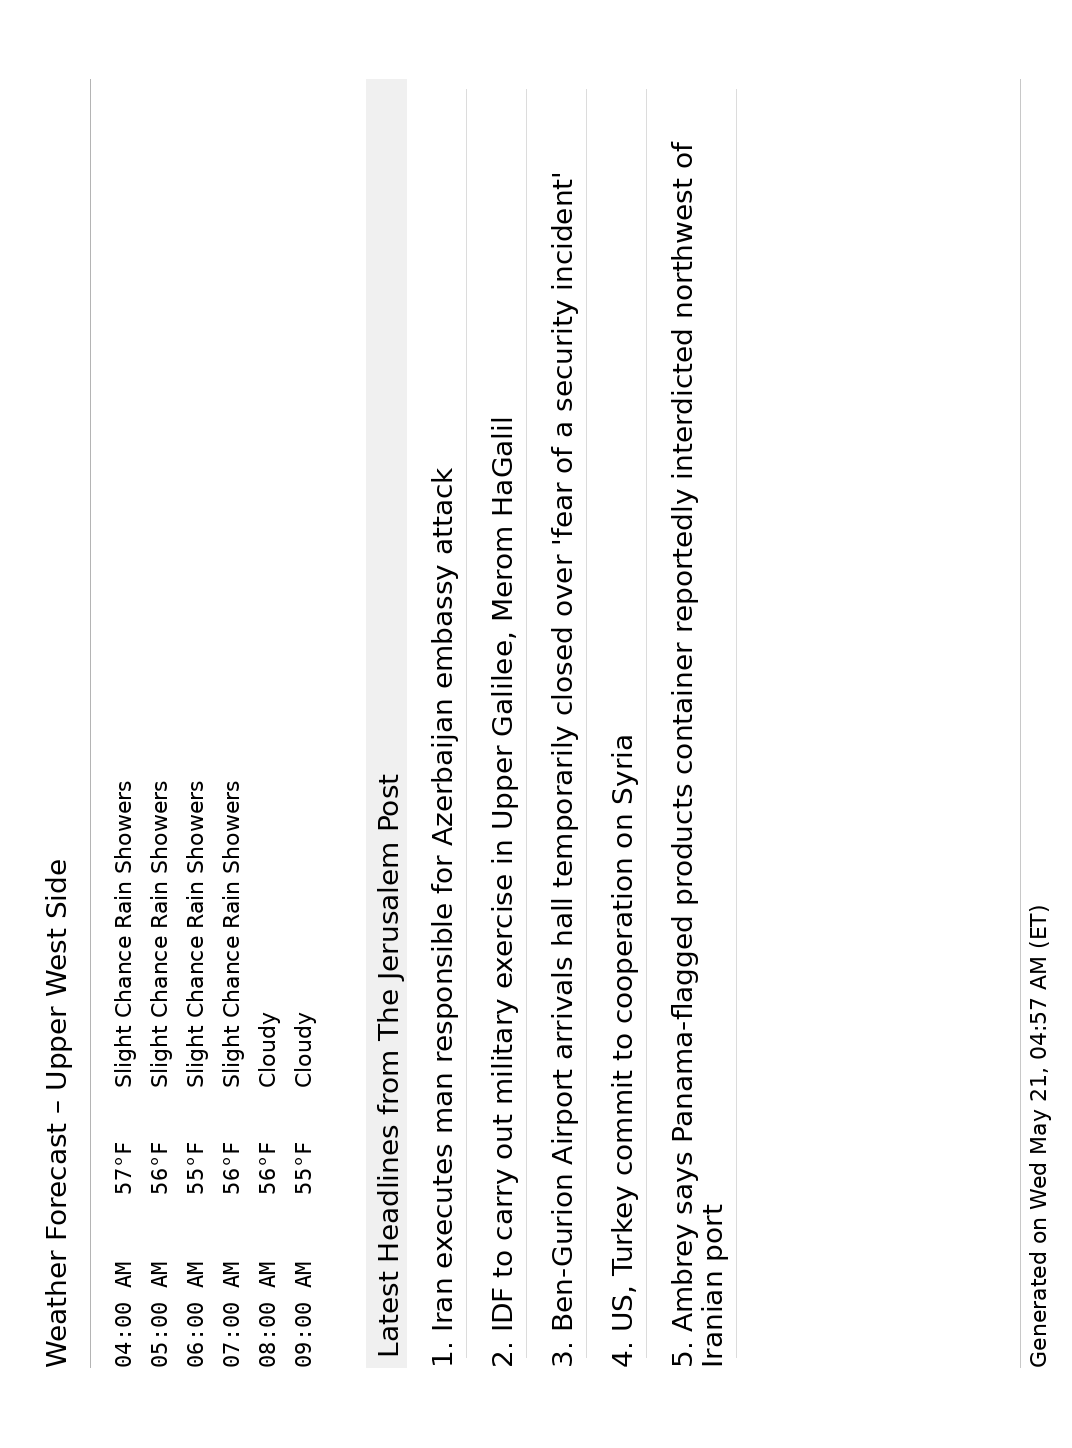 Weather Forecast – Upper West Side
04:00 AM 57°F Slight Chance Rain Showers
05:00 AM 56°F Slight Chance Rain Showers
06:00 AM 55°F Slight Chance Rain Showers
07:00 AM 56°F Slight Chance Rain Showers
08:00 AM 56°F Cloudy
09:00 AM 55°F Cloudy
Latest Headlines from The Jerusalem Post
1. Iran executes man responsible for Azerbaijan embassy attack
2. IDF to carry out military exercise in Upper Galilee, Merom HaGalil
3. Ben-Gurion Airport arrivals hall temporarily closed over 'fear of a security incident'
4. US, Turkey commit to cooperation on Syria
5. Ambrey says Panama-flagged products container reportedly interdicted northwest of
Iranian port
Generated on Wed May 21, 04:57 AM (ET)